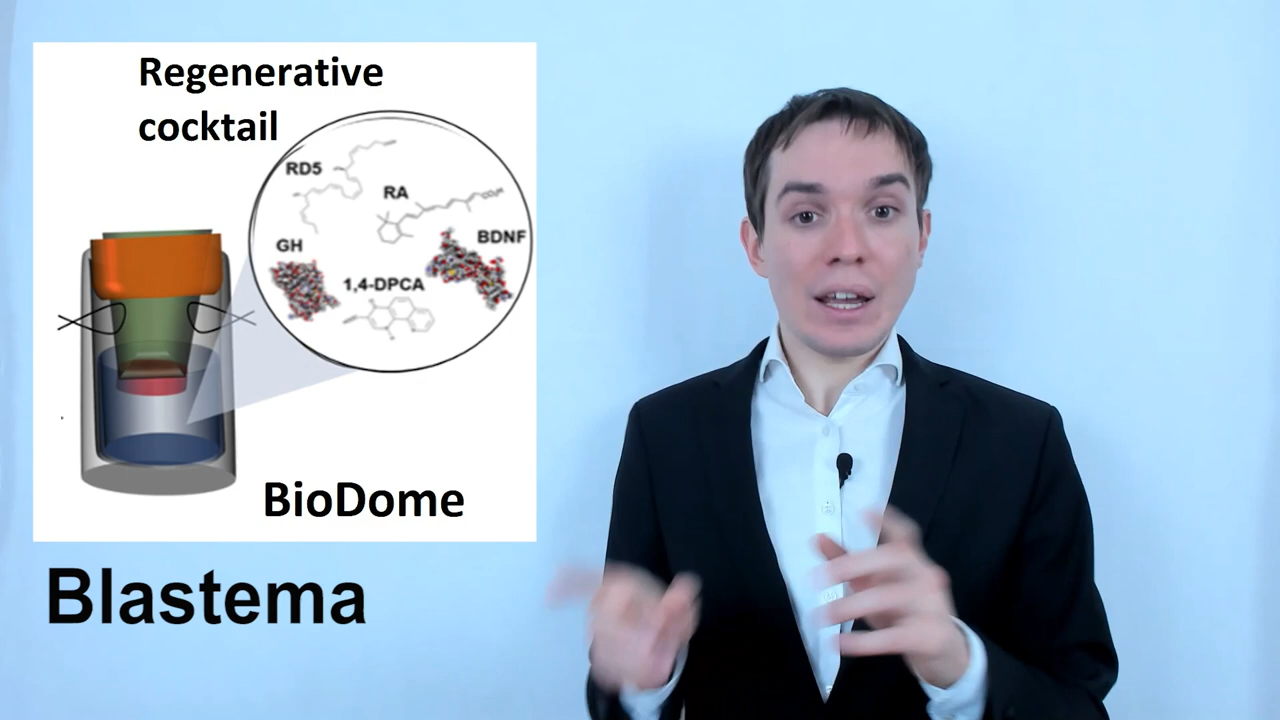 Regenerative
cocktail
RD5
RA
GH
BDNF
1,4-DPCA
BioDome
Blastema